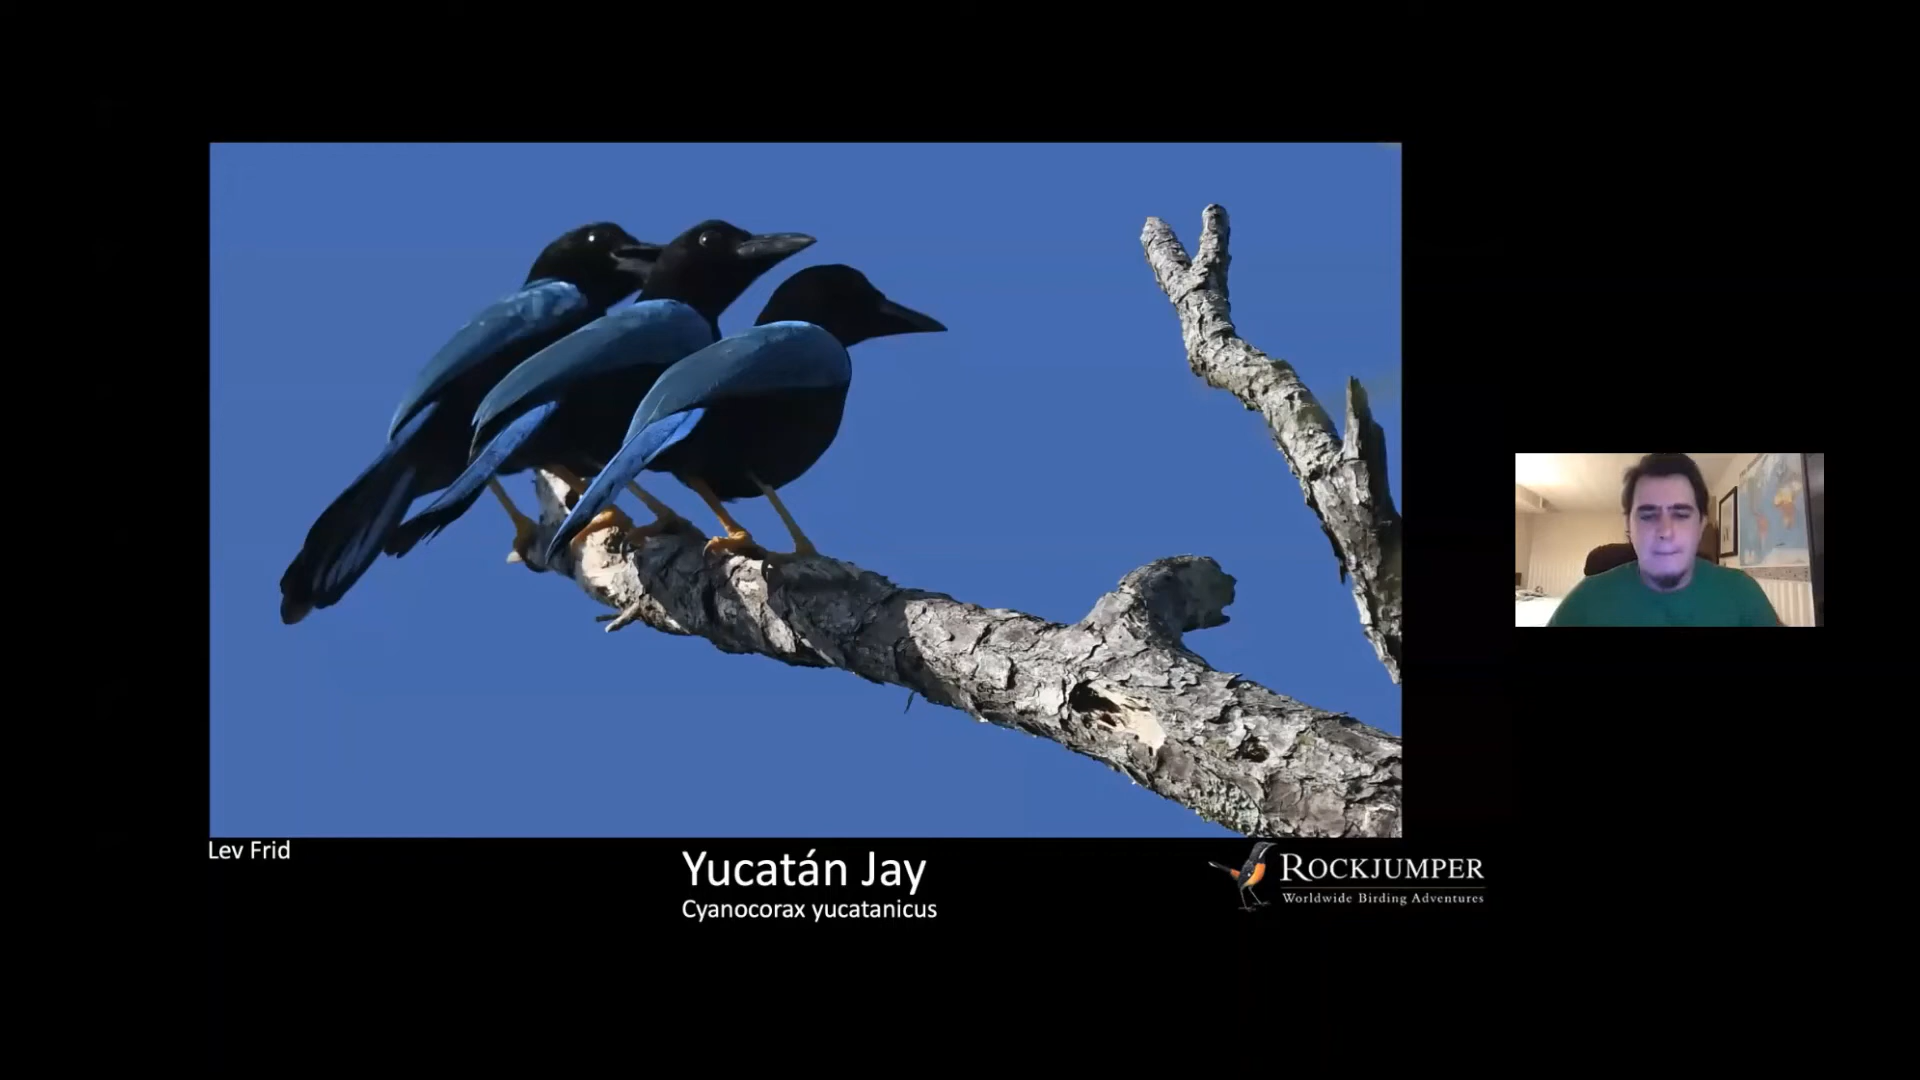 Lev Frid
Yucatán Jay
Cyanocorax yucatanicus
ROCKJUMPER
Worldwide Birding Adventures